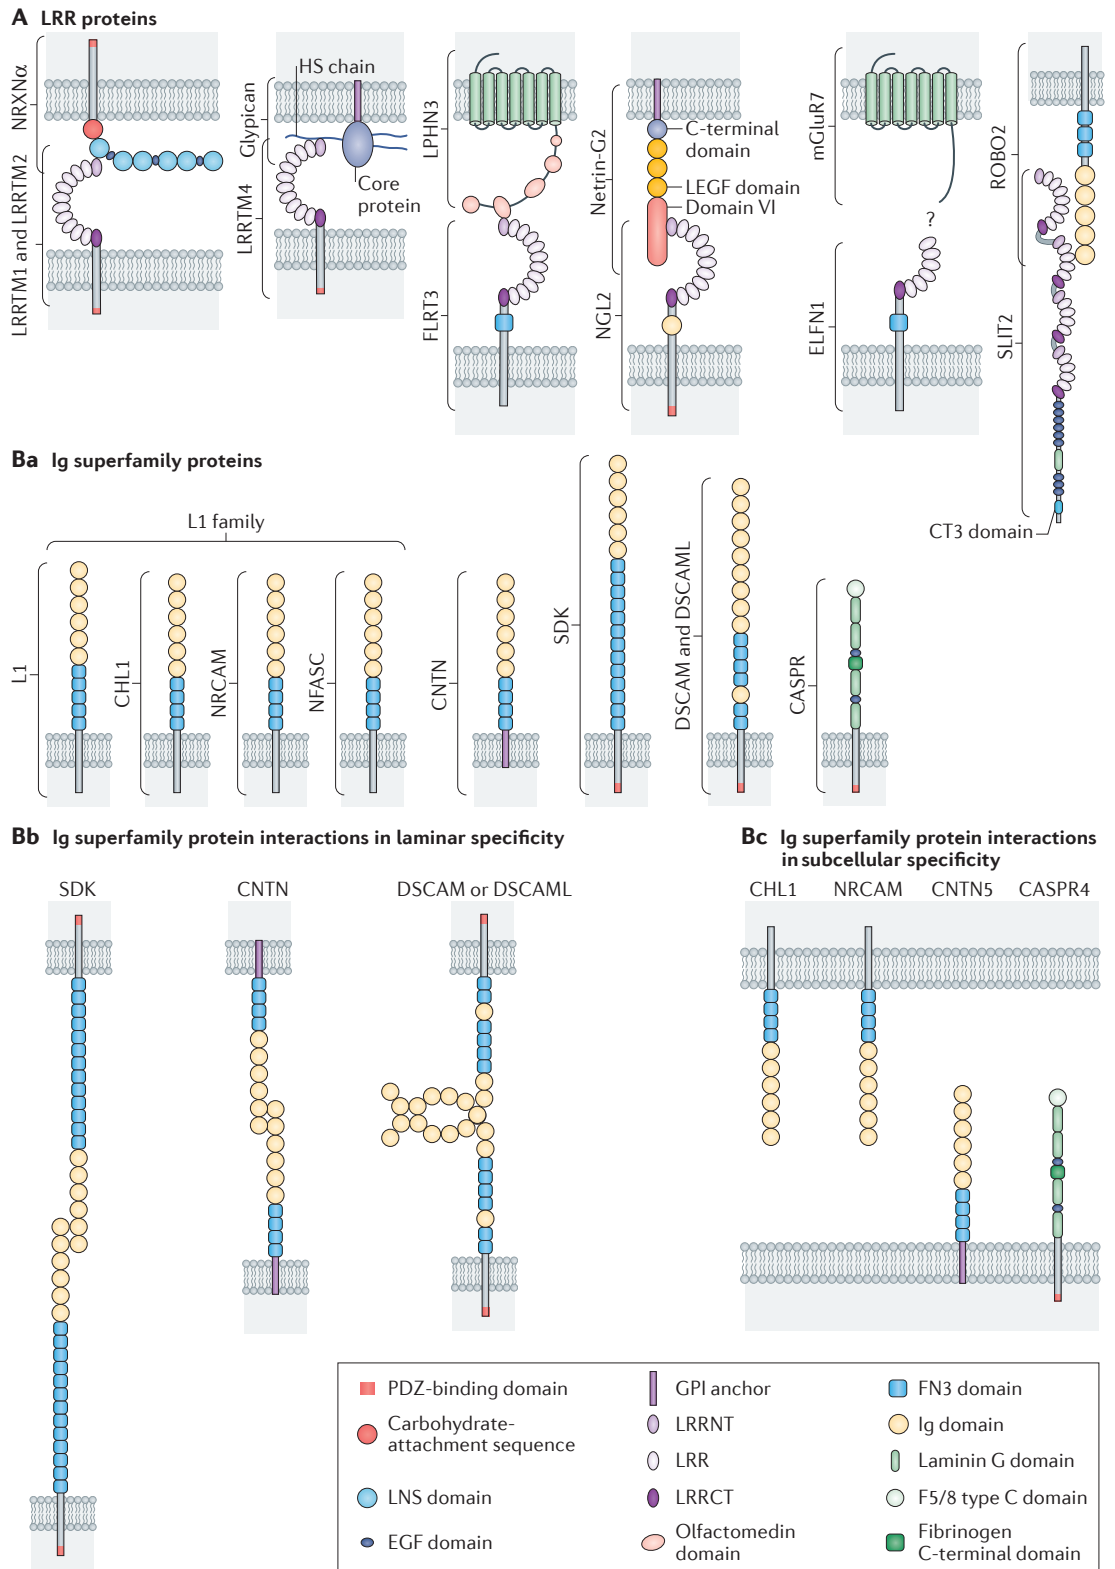 A LRR proteins
NRXNα
LRRTM1 and LRRTM2
HS chain
Glypican
Core
protein
LRRTM4
LPHN3
FLRT3
Netrin-G2
C-terminal
domain
LEGF domain
Domain VI
NGL2
mGluR7
?
ELFN1
ROBO2
SLIT2
CT3 domain
Ba Ig superfamily proteins
L1 family
L1
CHL1
NRCAM
NFASC
CNTN
SDK
DSCAM and DSCAML
CASPR
Bb Ig superfamily protein interactions in laminar specificity
SDK
CNTN
DSCAM or DSCAML
Bc Ig superfamily protein interactions
in subcellular specificity
CHL1
NRCAM
CNTN5
CASPR4
PDZ-binding domain
Carbohydrate-
attachment sequence
LNS domain
EGF domain
GPI anchor
LRRNT
LRR
LRRCT
Olfactomedin
domain
FN3 domain
Ig domain
Laminin G domain
F5/8 type C domain
Fibrinogen
C-terminal domain